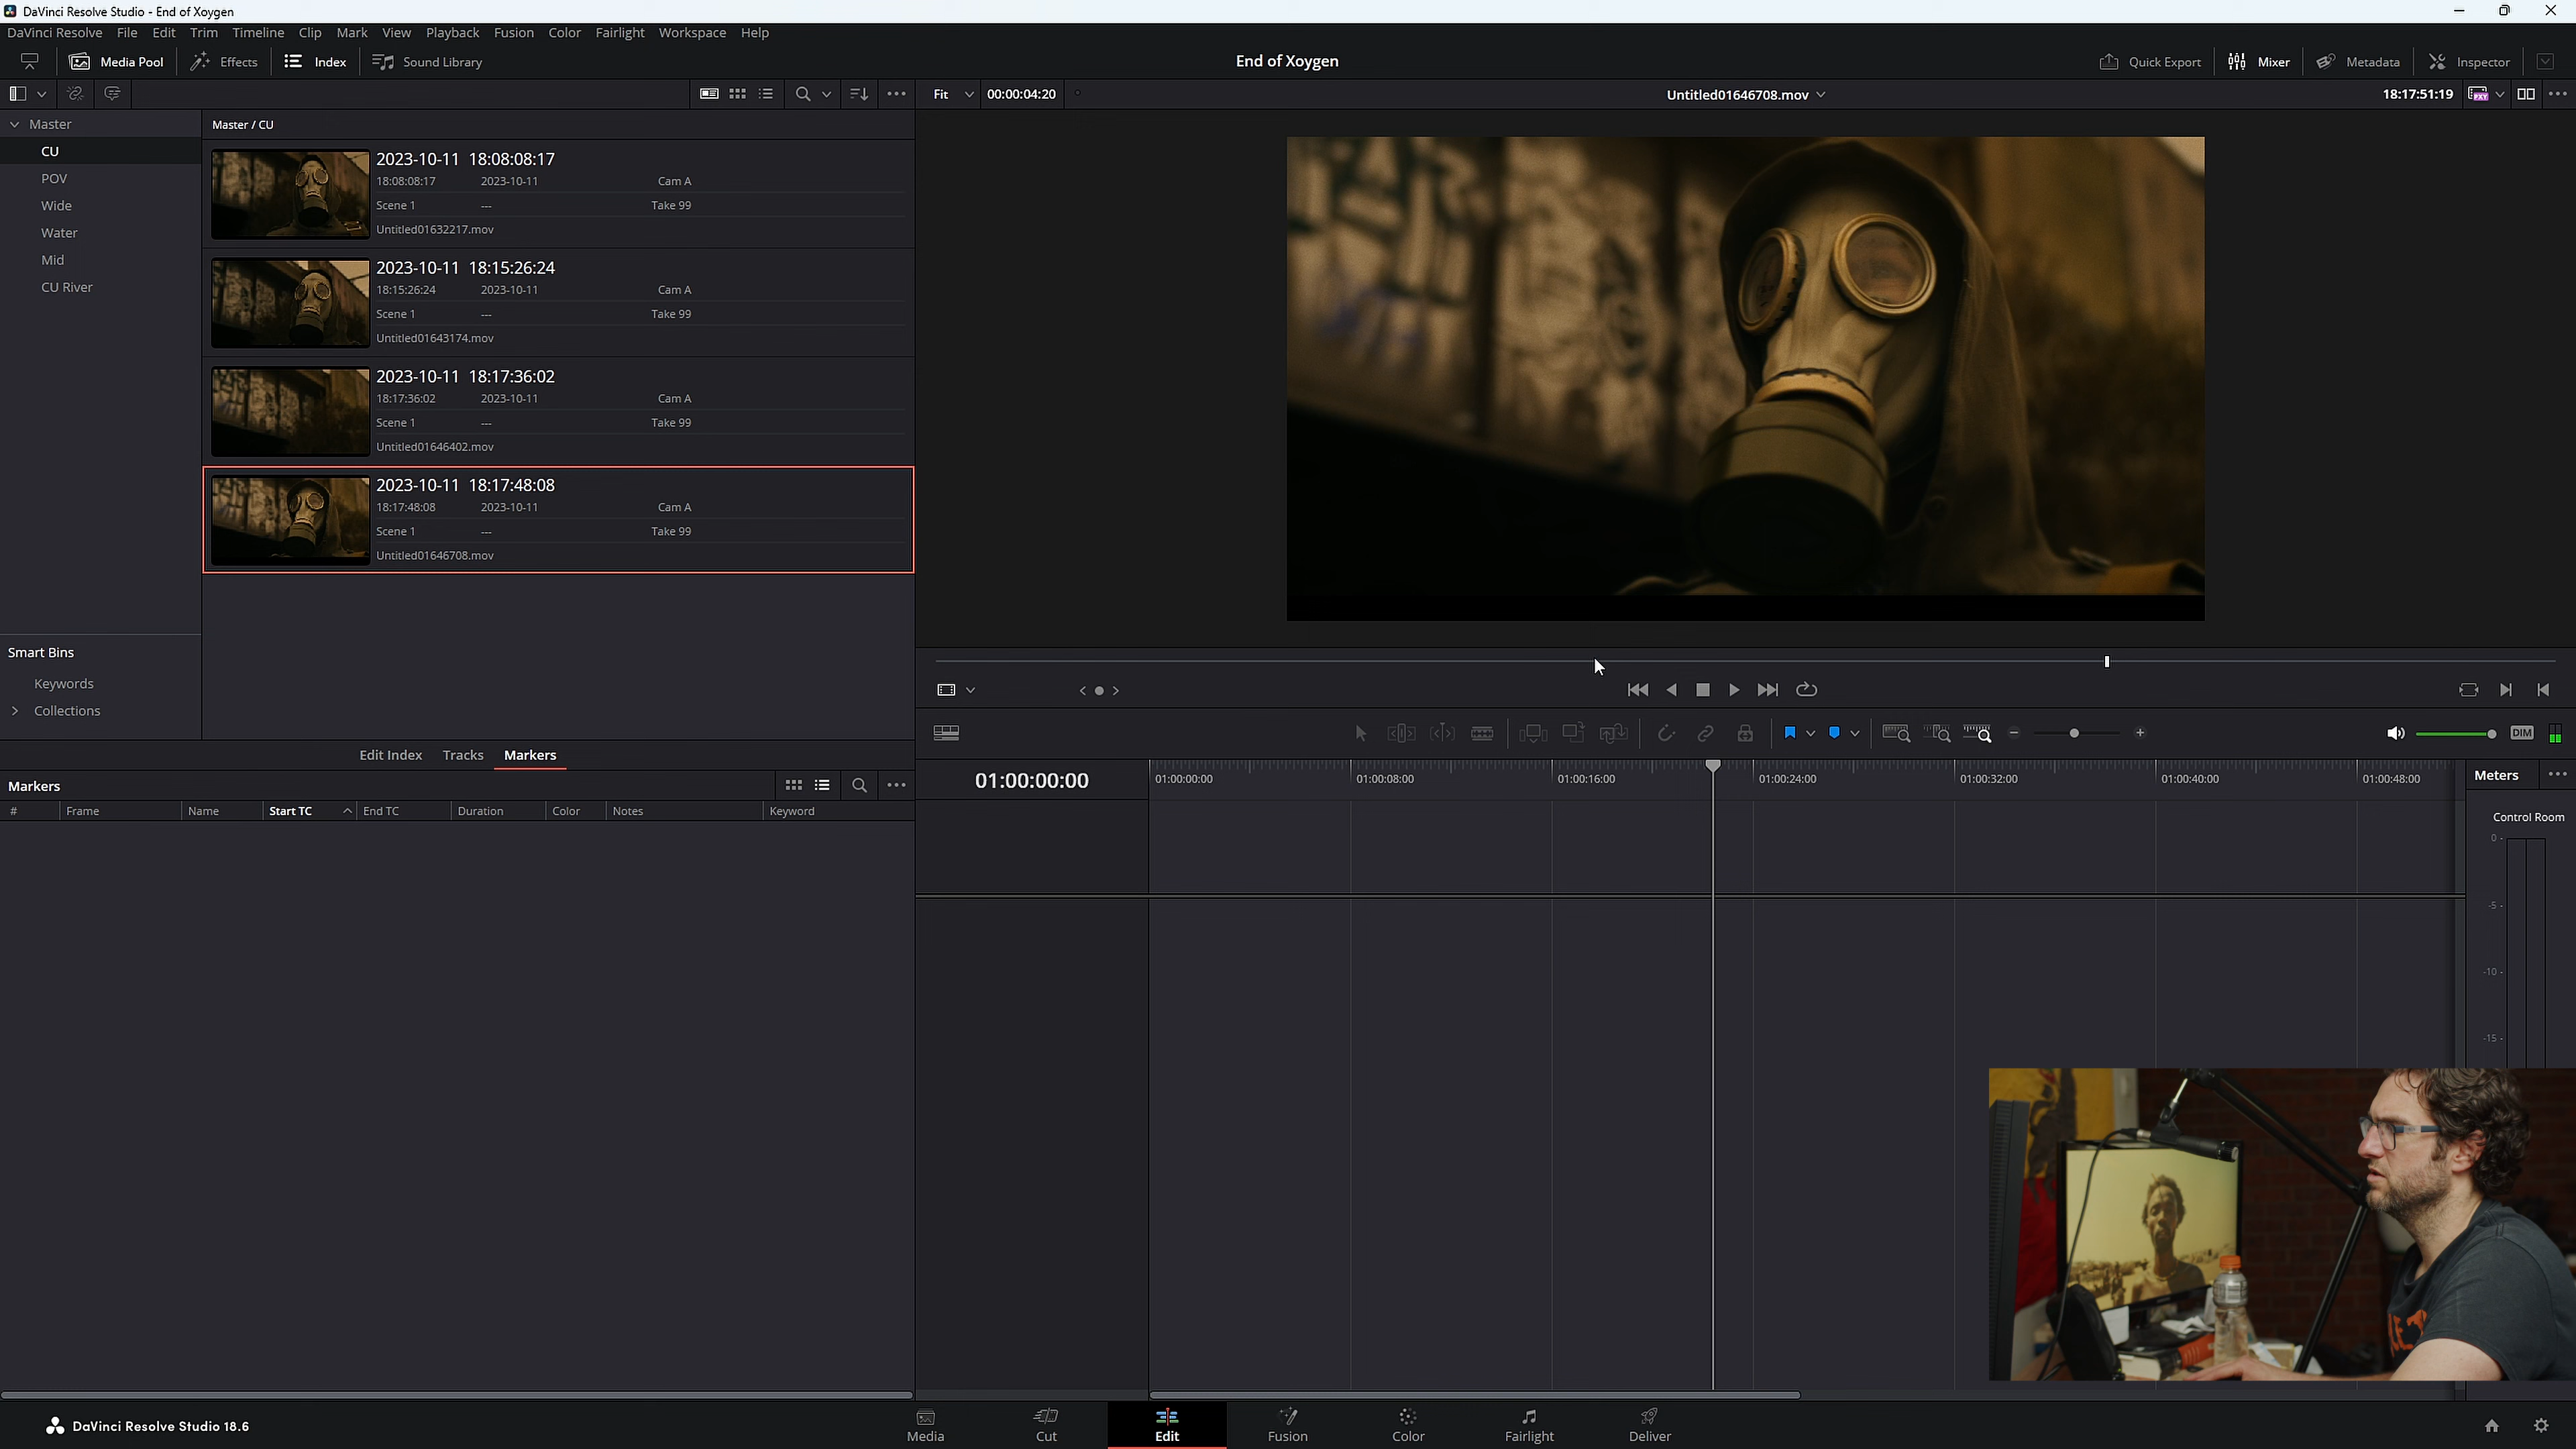 DaVinci Resolve Studio - End of Xoygen
DaVinci Resolve File Edit Trim Timeline Clip Mark View Playback Fusion Color Fairlight Workspace Help
Media Pool Effects Index Sound Library End of Xoygen Quick Export Mixer Metadata Inspector
Fit 00:00:04:20 Untitled01646708.mov 18:17:51:19
Master
CU
POV
Wide
Water
Mid
CU River
Master / CU
2023-10-11 18:08:08:17
18:08:08:17 2023-10-11 Cam A
Scene 1 --- Take 99
Untitled01632217.mov
2023-10-11 18:15:26:24
18:15:26:24 2023-10-11 Cam A
Scene 1 --- Take 99
Untitled01643174.mov
2023-10-11 18:17:36:02
18:17:36:02 2023-10-11 Cam A
Scene 1 --- Take 99
Untitled01646402.mov
2023-10-11 18:17:48:08
18:17:48:08 2023-10-11 Cam A
Scene 1 --- Take 99
Untitled01646708.mov
Smart Bins
Keywords
Collections
Edit Index Tracks Markers
Markers
# Frame Name Start TC End TC Duration Color Notes Keyword
DIM
01:00:00:00
01:00:00:00 01:00:08:00 01:00:16:00 01:00:24:00 01:00:32:00 01:00:40:00 01:00:48:00
Meters
Control Room
0 -
-5 -
-10 -
-15 -
DaVinci Resolve Studio 18.6
Media Cut Edit Fusion Color Fairlight Deliver